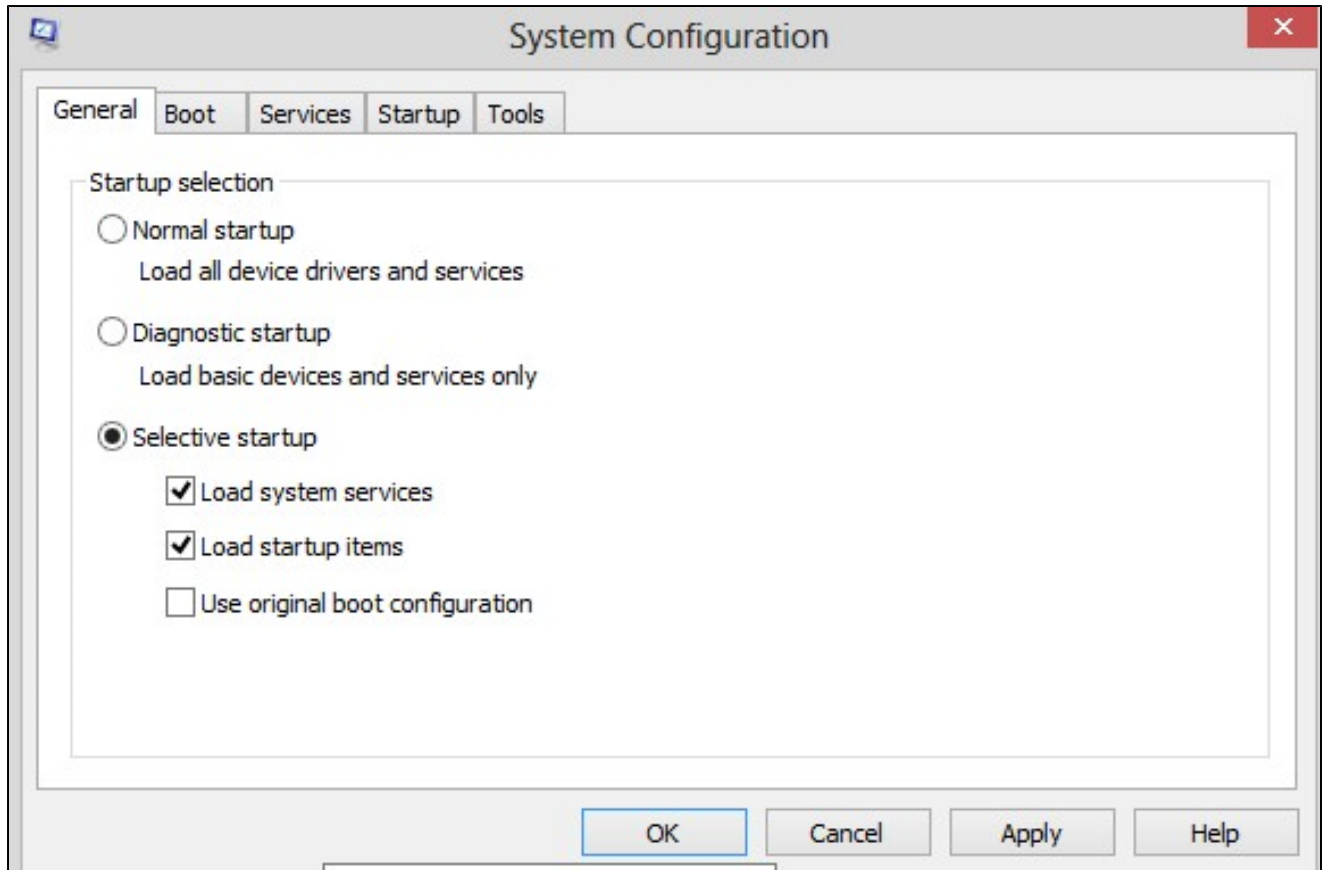 System Configuration
General Boot Services Startup Tools
Startup selection
Normal startup
Load all device drivers and services
Diagnostic startup
Load basic devices and services only
Selective startup
Load system services
Load startup items
Use original boot configuration
OK Cancel Apply Help